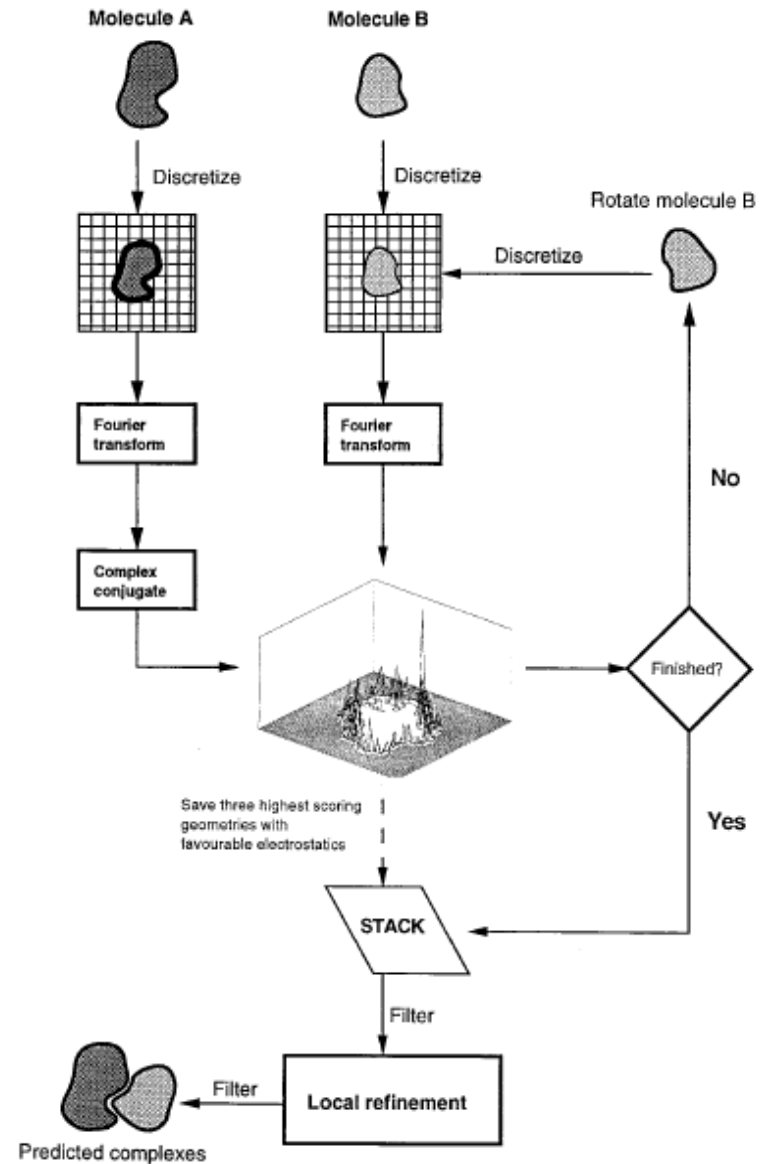 Molecule A
Molecule B
Discretize
Discretize
Rotate molecule B
Discretize
Fourier
transform
Fourier
transform
No
Complex
conjugate
Finished?
Save three highest scoring
geometries with
favourable electrostatics
Yes
STACK
Filter
Local refinement
Filter
Predicted complexes